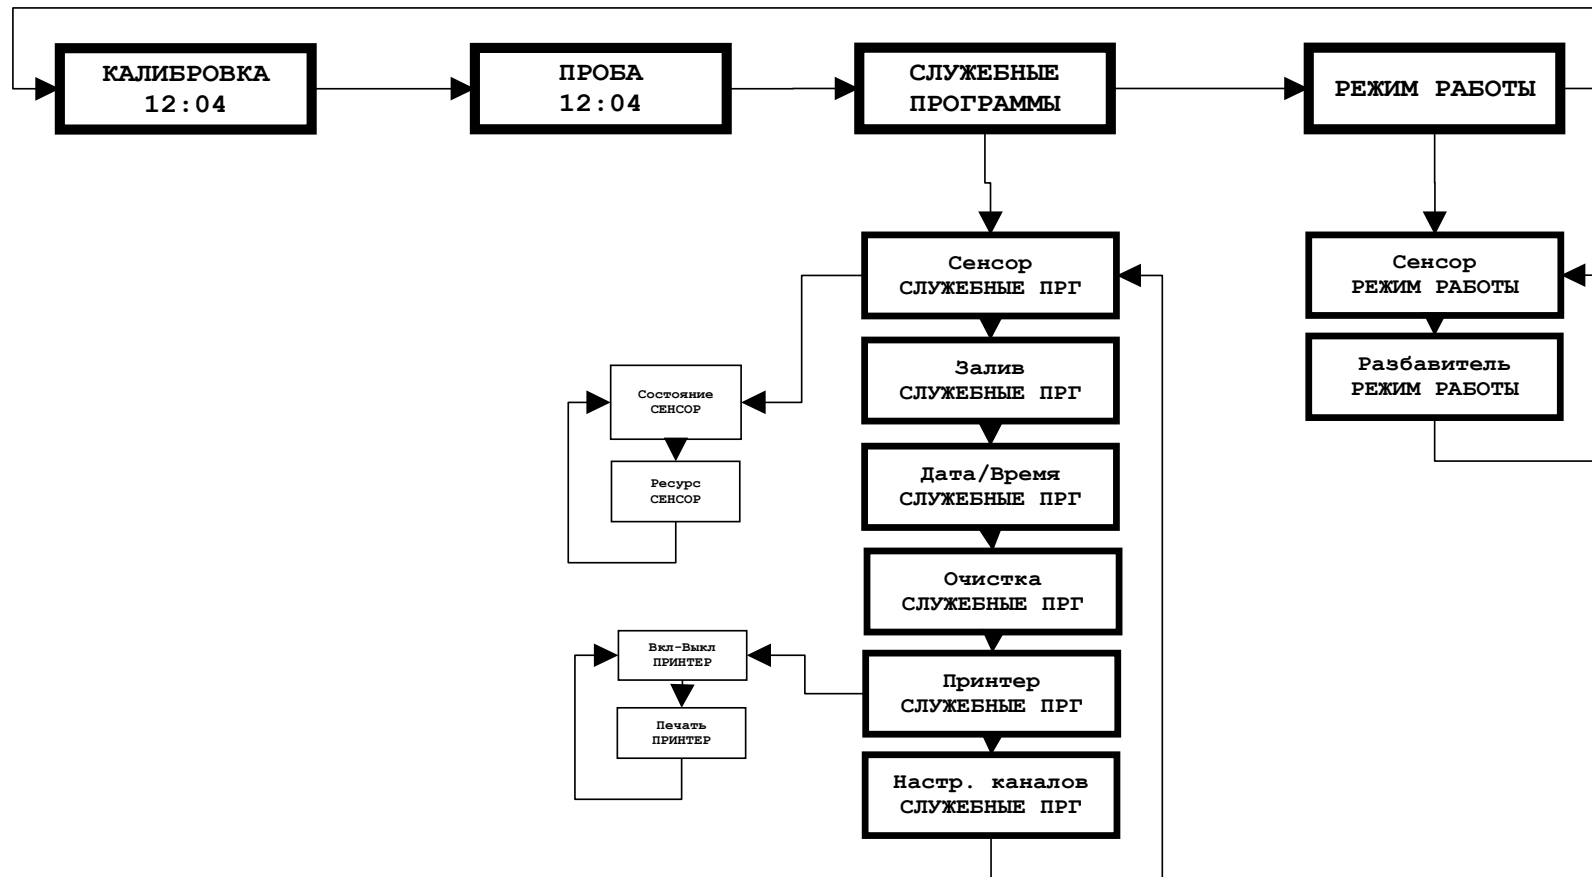 КАЛИБРОВКА
12:04
ПРОБА
12:04
СЛУЖЕБНЫЕ
ПРОГРАММЫ
РЕЖИМ РАБОТЫ
Сенсор
СЛУЖЕБНЫЕ ПРГ
Сенсор
РЕЖИМ РАБОТЫ
Залив
СЛУЖЕБНЫЕ ПРГ
Разбавитель
РЕЖИМ РАБОТЫ
Состояние
СЕНСОР
Дата/Время
СЛУЖЕБНЫЕ ПРГ
Ресурс
СЕНСОР
Очистка
СЛУЖЕБНЫЕ ПРГ
Вкл-Выкл
ПРИНТЕР
Принтер
СЛУЖЕБНЫЕ ПРГ
Печать
ПРИНТЕР
Настр. каналов
СЛУЖЕБНЫЕ ПРГ